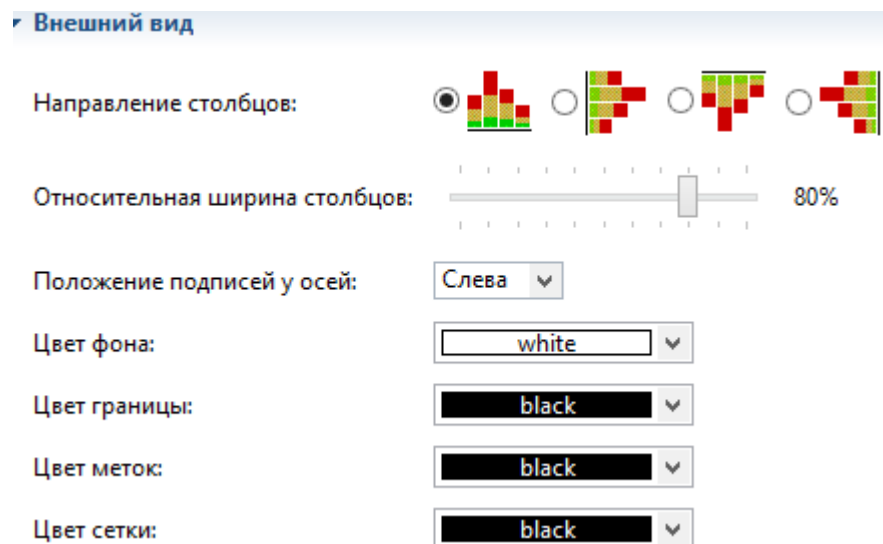 Внешний вид
Направление столбцов:
Относительная ширина столбцов: 80%
Положение подписей у осей: Слева
Цвет фона: white
Цвет границы: black
Цвет меток: black
Цвет сетки: black